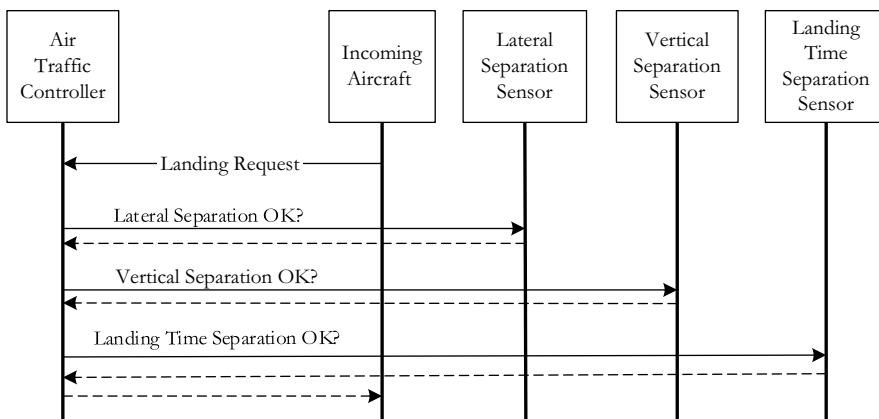 Air
Traffic
Controller
Incoming
Aircraft
Lateral
Separation
Sensor
Vertical
Separation
Sensor
Landing
Time
Separation
Sensor
Landing Request
Lateral Separation OK?
Vertical Separation OK?
Landing Time Separation OK?